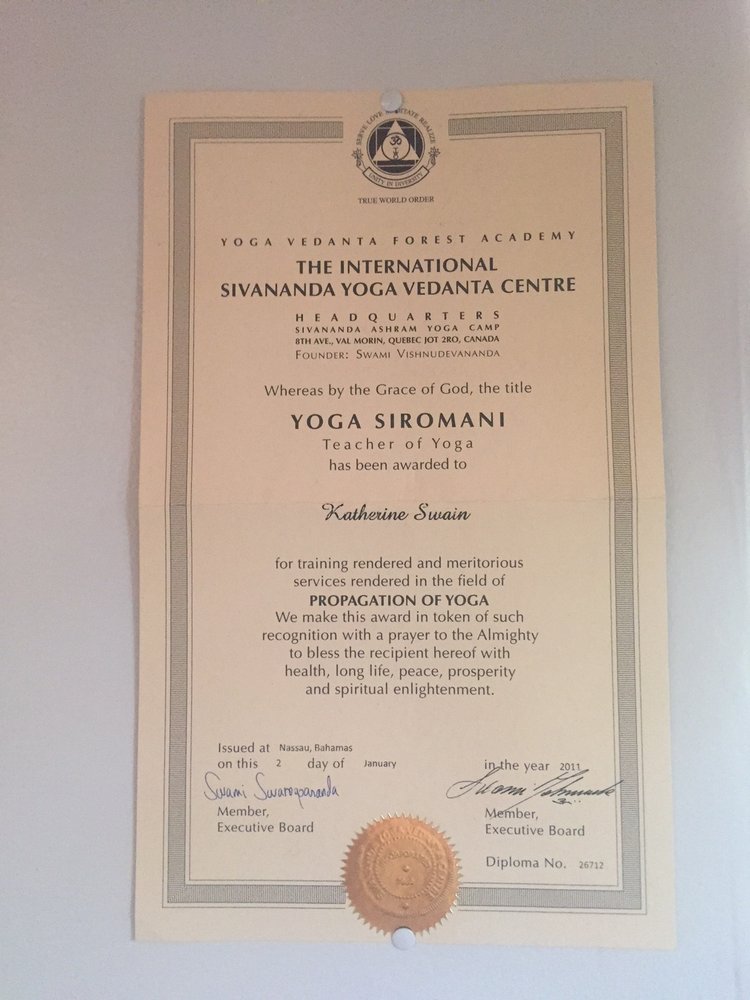 SERVE LOVE MEDITATE REALIZE
ॐ
UNITY IN DIVERSITY
TRUE WORLD ORDER
YOGA VEDANTA FOREST ACADEMY
THE INTERNATIONAL
SIVANANDA YOGA VEDANTA CENTRE
HEADQUARTERS
SIVANANDA ASHRAM YOGA CAMP
8TH AVE., VAL MORIN, QUEBEC JOT 2RO, CANADA
FOUNDER: SWAMI VISHNUDEVANANDA
Whereas by the Grace of God, the title
YOGA SIROMANI
Teacher of Yoga
has been awarded to
Katherine Swain
for training rendered and meritorious
services rendered in the field of
PROPAGATION OF YOGA
We make this award in token of such
recognition with a prayer to the Almighty
to bless the recipient hereof with
health, long life, peace, prosperity
and spiritual enlightenment.
Issued at Nassau, Bahamas
on this 2 day of January in the year 2011
Swami Swaroopananda Swami
Member, Member,
Executive Board Executive Board
Diploma No. 26712